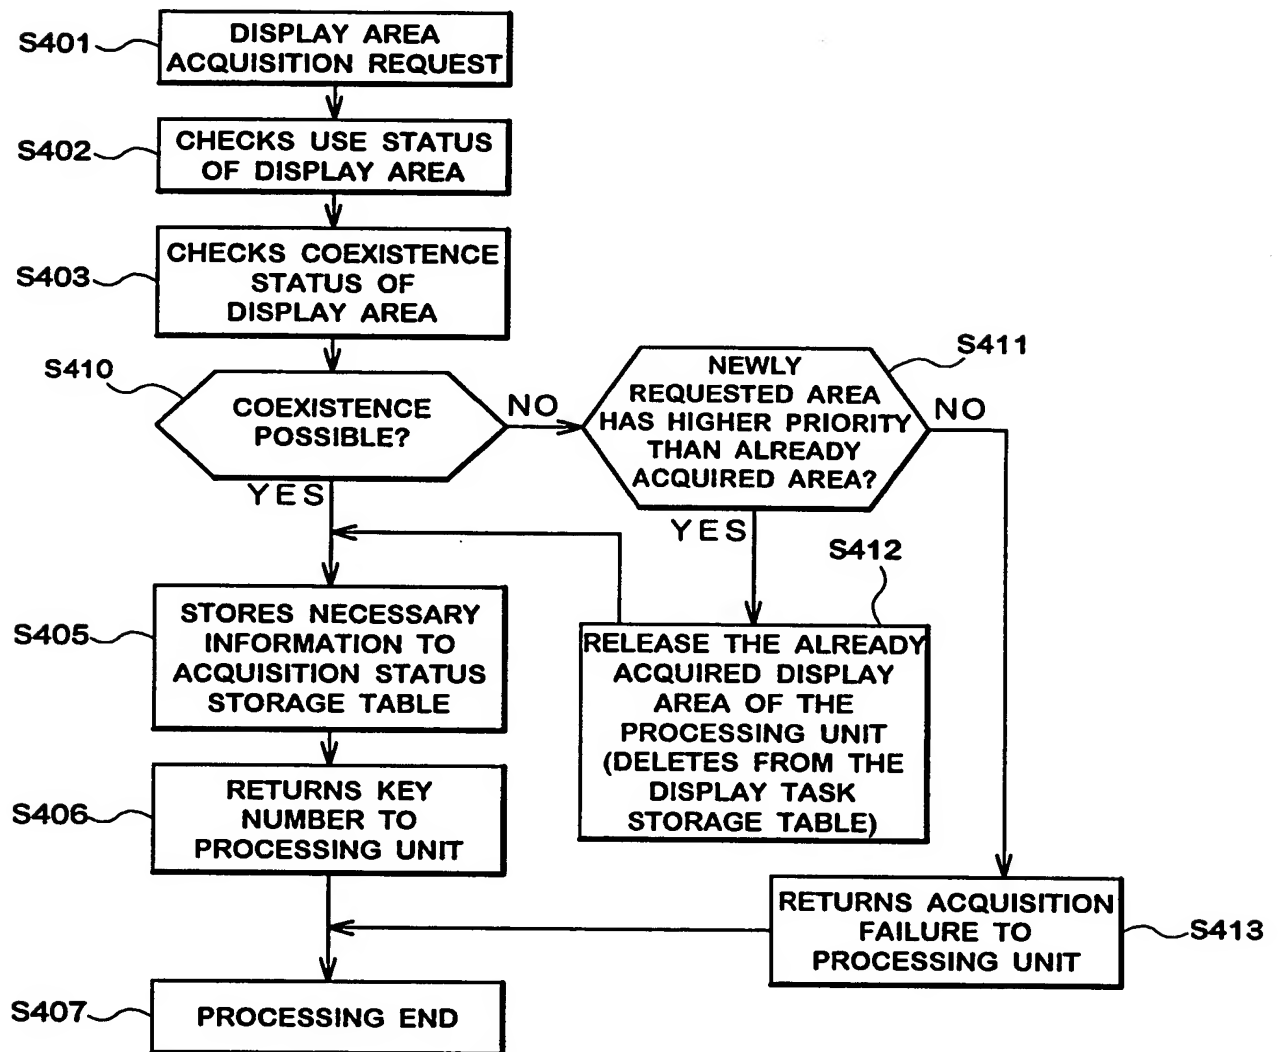 S401
DISPLAY AREA
ACQUISITION REQUEST
S402
CHECKS USE STATUS
OF DISPLAY AREA
S403
CHECKS COEXISTENCE
STATUS OF
DISPLAY AREA
S410
COEXISTENCE
POSSIBLE?
NO
YES
S411
NEWLY
REQUESTED AREA
HAS HIGHER PRIORITY
THAN ALREADY
ACQUIRED AREA?
NO
YES
S412
RELEASE THE ALREADY
ACQUIRED DISPLAY
AREA OF THE
PROCESSING UNIT
(DELETES FROM THE
DISPLAY TASK
STORAGE TABLE)
S405
STORES NECESSARY
INFORMATION TO
ACQUISITION STATUS
STORAGE TABLE
S406
RETURNS KEY
NUMBER TO
PROCESSING UNIT
RETURNS ACQUISITION
FAILURE TO
PROCESSING UNIT
S413
S407
PROCESSING END